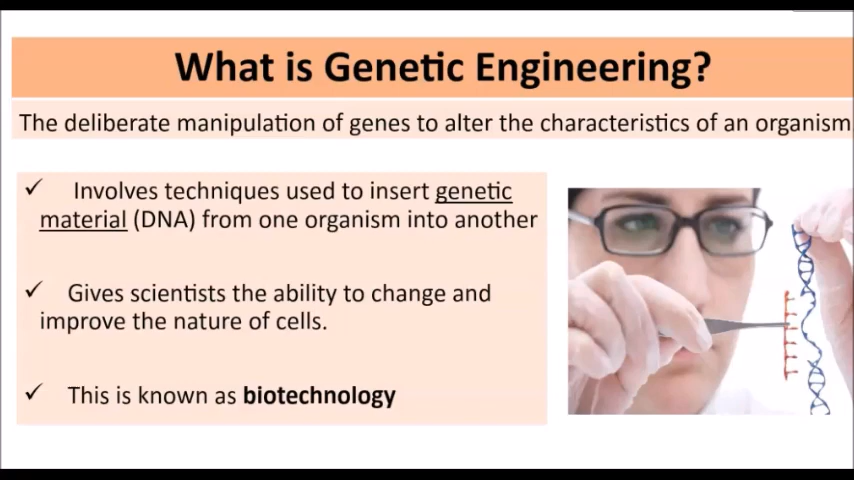 What is Genetic Engineering?
The deliberate manipulation of genes to alter the characteristics of an organism
✓ Involves techniques used to insert genetic
material (DNA) from one organism into another
✓ Gives scientists the ability to change and
improve the nature of cells.
✓ This is known as biotechnology